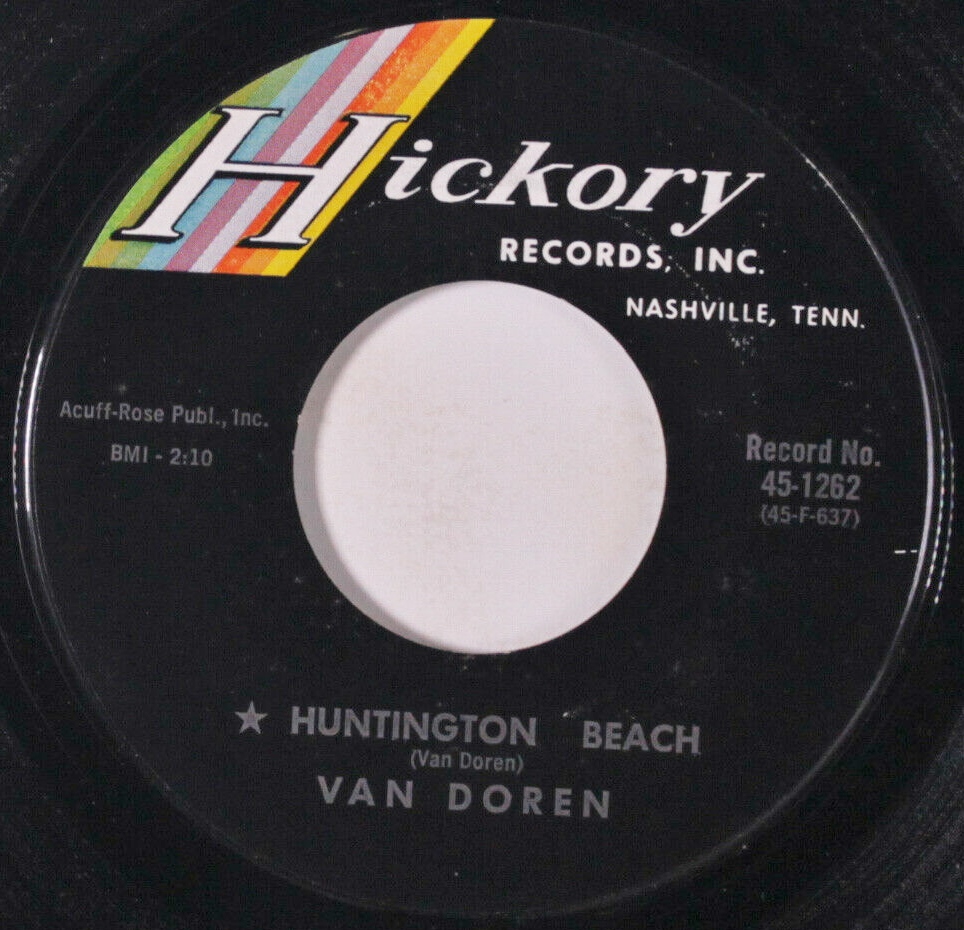 Hickory
RECORDS, INC.
NASHVILLE, TENN.
Acuff-Rose Publ., Inc.
BMI - 2:10
Record No.
45-1262
(45-F-637)
★ HUNTINGTON BEACH
(Van Doren)
VAN DOREN